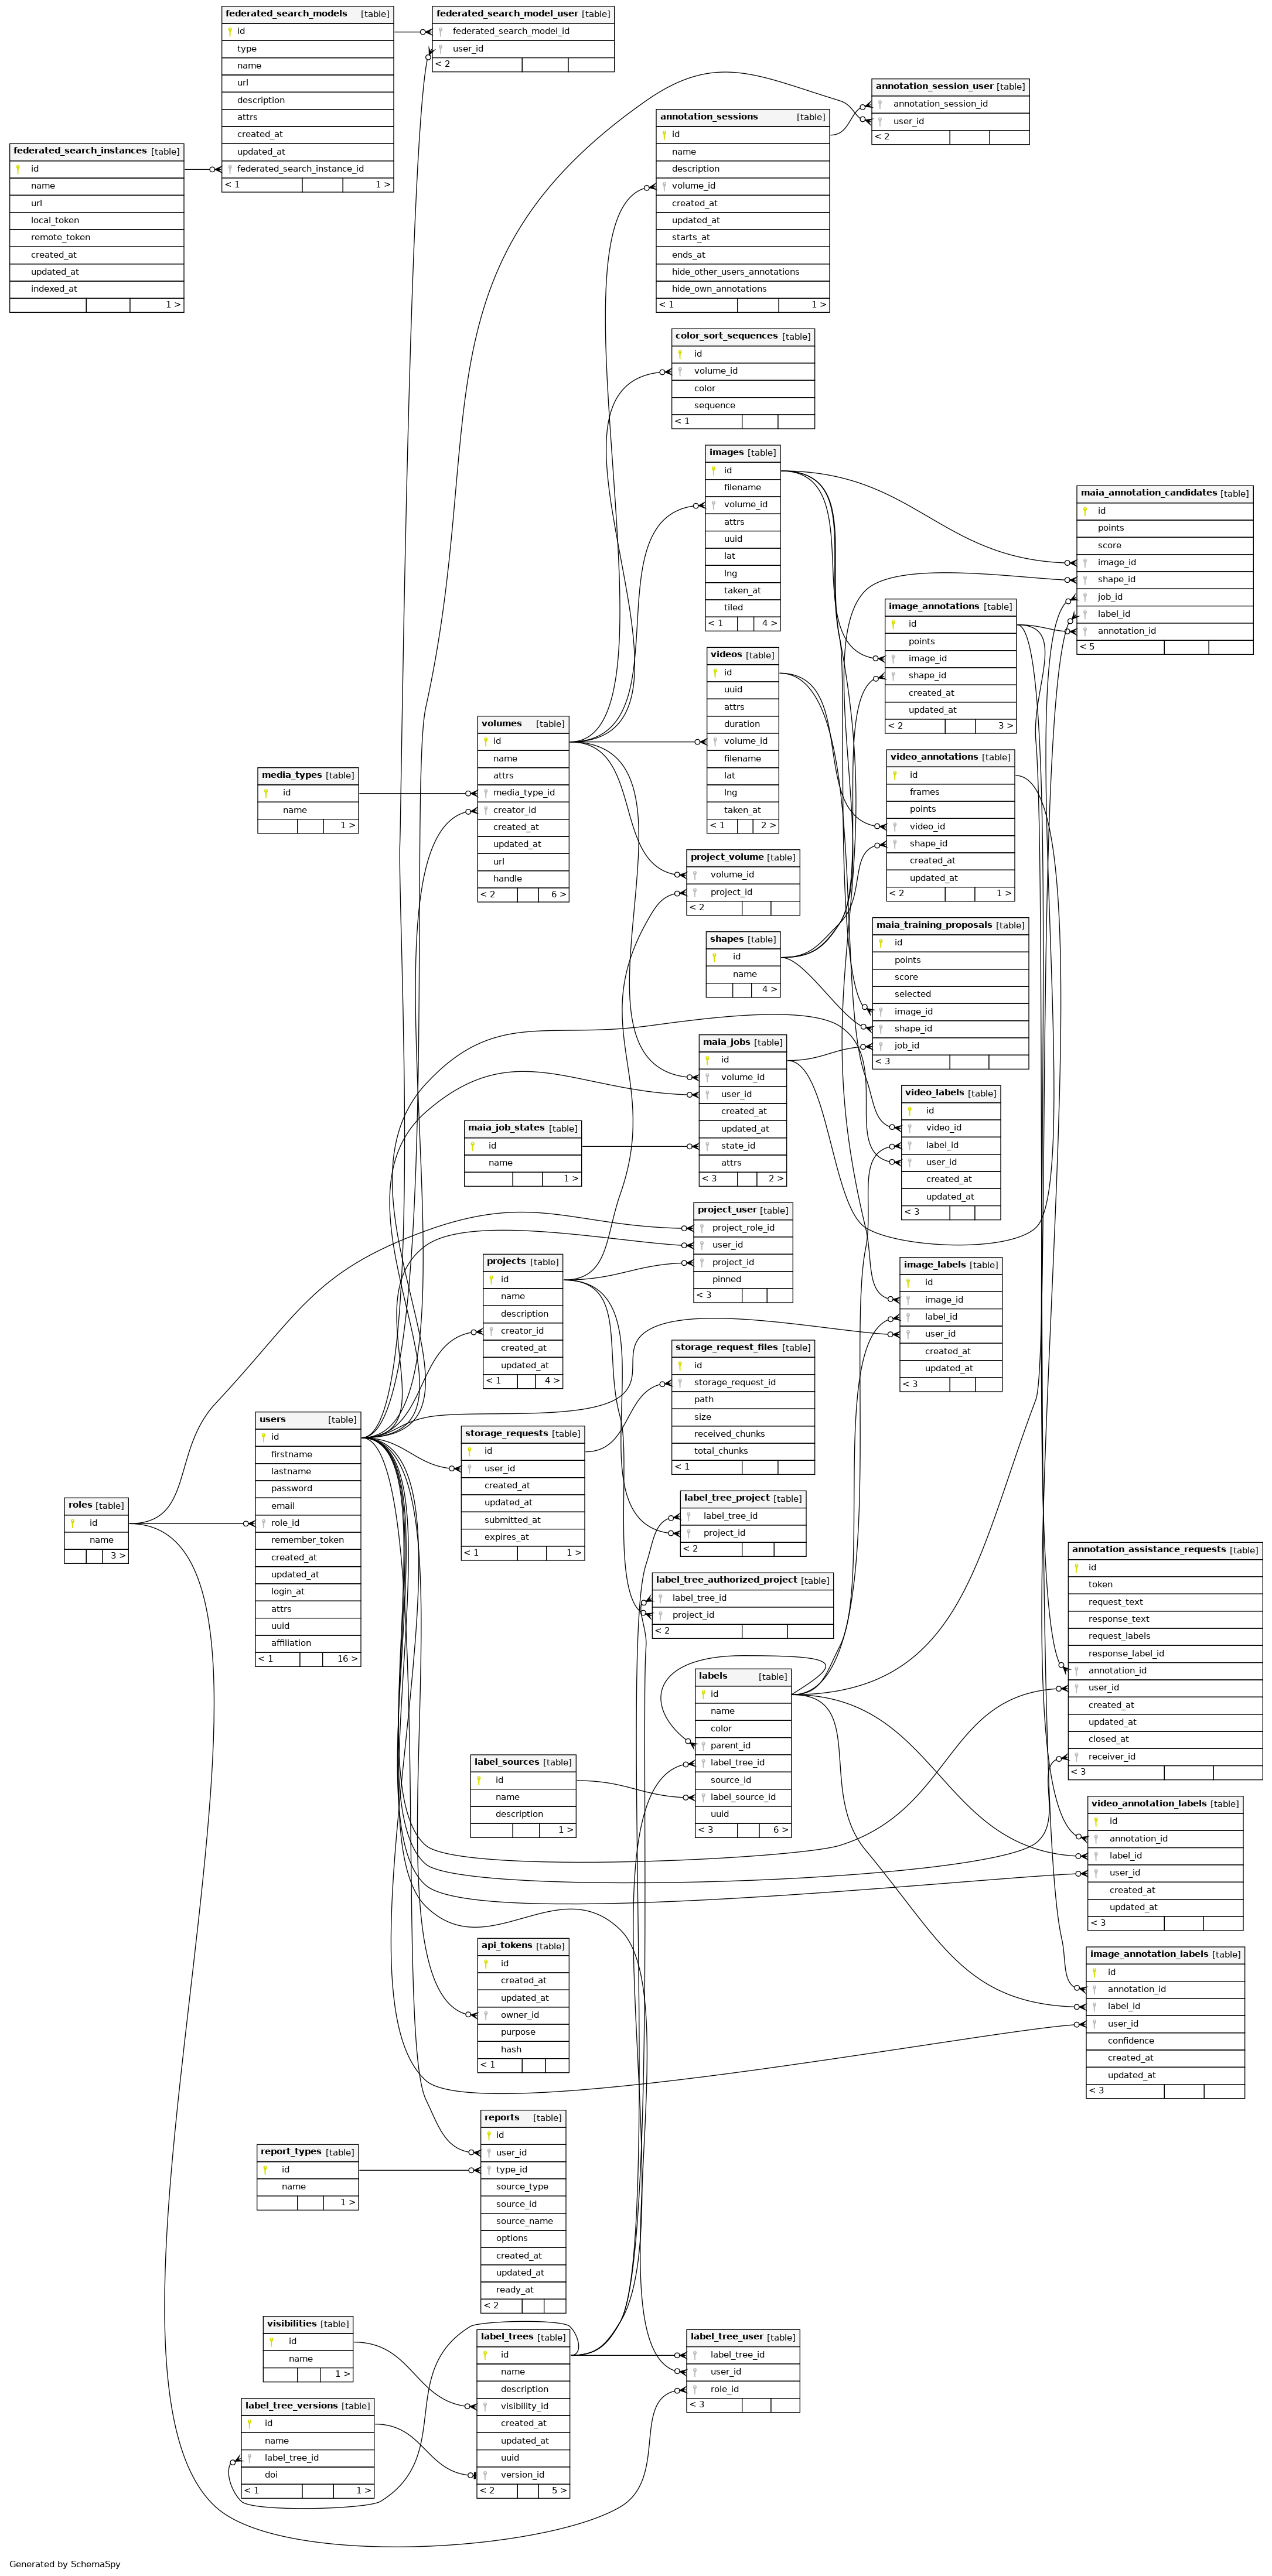 federated_search_models [table]
id
type
name
url
description
attrs
created_at
updated_at
federated_search_instance_id
< 1 1 >
federated_search_model_user [table]
federated_search_model_id
user_id
< 2
annotation_session_user [table]
annotation_session_id
user_id
< 2
annotation_sessions [table]
id
name
description
volume_id
created_at
updated_at
starts_at
ends_at
hide_other_users_annotations
hide_own_annotations
< 1 1 >
federated_search_instances [table]
id
name
url
local_token
remote_token
created_at
updated_at
indexed_at
1 >
color_sort_sequences [table]
id
volume_id
color
sequence
< 1
images [table]
id
filename
volume_id
attrs
uuid
lat
lng
taken_at
tiled
< 1 4 >
maia_annotation_candidates [table]
id
points
score
image_id
shape_id
job_id
label_id
annotation_id
< 5
image_annotations [table]
id
points
image_id
shape_id
created_at
updated_at
< 2 3 >
videos [table]
id
uuid
attrs
duration
volume_id
filename
lat
lng
taken_at
< 1 2 >
volumes [table]
id
name
attrs
media_type_id
creator_id
created_at
updated_at
url
handle
< 2 6 >
media_types [table]
id
name
1 >
video_annotations [table]
id
frames
points
video_id
shape_id
created_at
updated_at
< 2 1 >
project_volume [table]
volume_id
project_id
< 2
shapes [table]
id
name
4 >
maia_training_proposals [table]
id
points
score
selected
image_id
shape_id
job_id
< 3
maia_jobs [table]
id
volume_id
user_id
created_at
updated_at
state_id
attrs
< 3 2 >
maia_job_states [table]
id
name
1 >
video_labels [table]
id
video_id
label_id
user_id
created_at
updated_at
< 3
project_user [table]
project_role_id
user_id
project_id
pinned
< 3
projects [table]
id
name
description
creator_id
created_at
updated_at
< 1 4 >
image_labels [table]
id
image_id
label_id
user_id
created_at
updated_at
< 3
storage_request_files [table]
id
storage_request_id
path
size
received_chunks
total_chunks
< 1
users [table]
id
firstname
lastname
password
email
role_id
remember_token
created_at
updated_at
login_at
attrs
uuid
affiliation
< 1 16 >
storage_requests [table]
id
user_id
created_at
updated_at
submitted_at
expires_at
< 1 1 >
roles [table]
id
name
3 >
label_tree_project [table]
label_tree_id
project_id
< 2
label_tree_authorized_project [table]
label_tree_id
project_id
< 2
annotation_assistance_requests [table]
id
token
request_text
response_text
request_labels
response_label_id
annotation_id
user_id
created_at
updated_at
closed_at
receiver_id
< 3
labels [table]
id
name
color
parent_id
label_tree_id
source_id
label_source_id
uuid
< 3 6 >
label_sources [table]
id
name
description
1 >
video_annotation_labels [table]
id
annotation_id
label_id
user_id
created_at
updated_at
< 3
api_tokens [table]
id
created_at
updated_at
owner_id
purpose
hash
< 1
image_annotation_labels [table]
id
annotation_id
label_id
user_id
confidence
created_at
updated_at
< 3
reports [table]
id
user_id
type_id
source_type
source_id
source_name
options
created_at
updated_at
ready_at
< 2
report_types [table]
id
name
1 >
visibilities [table]
id
name
1 >
label_trees [table]
id
name
description
visibility_id
created_at
updated_at
uuid
version_id
< 2 5 >
label_tree_user [table]
label_tree_id
user_id
role_id
< 3
label_tree_versions [table]
id
name
label_tree_id
doi
< 1 1 >
Generated by SchemaSpy